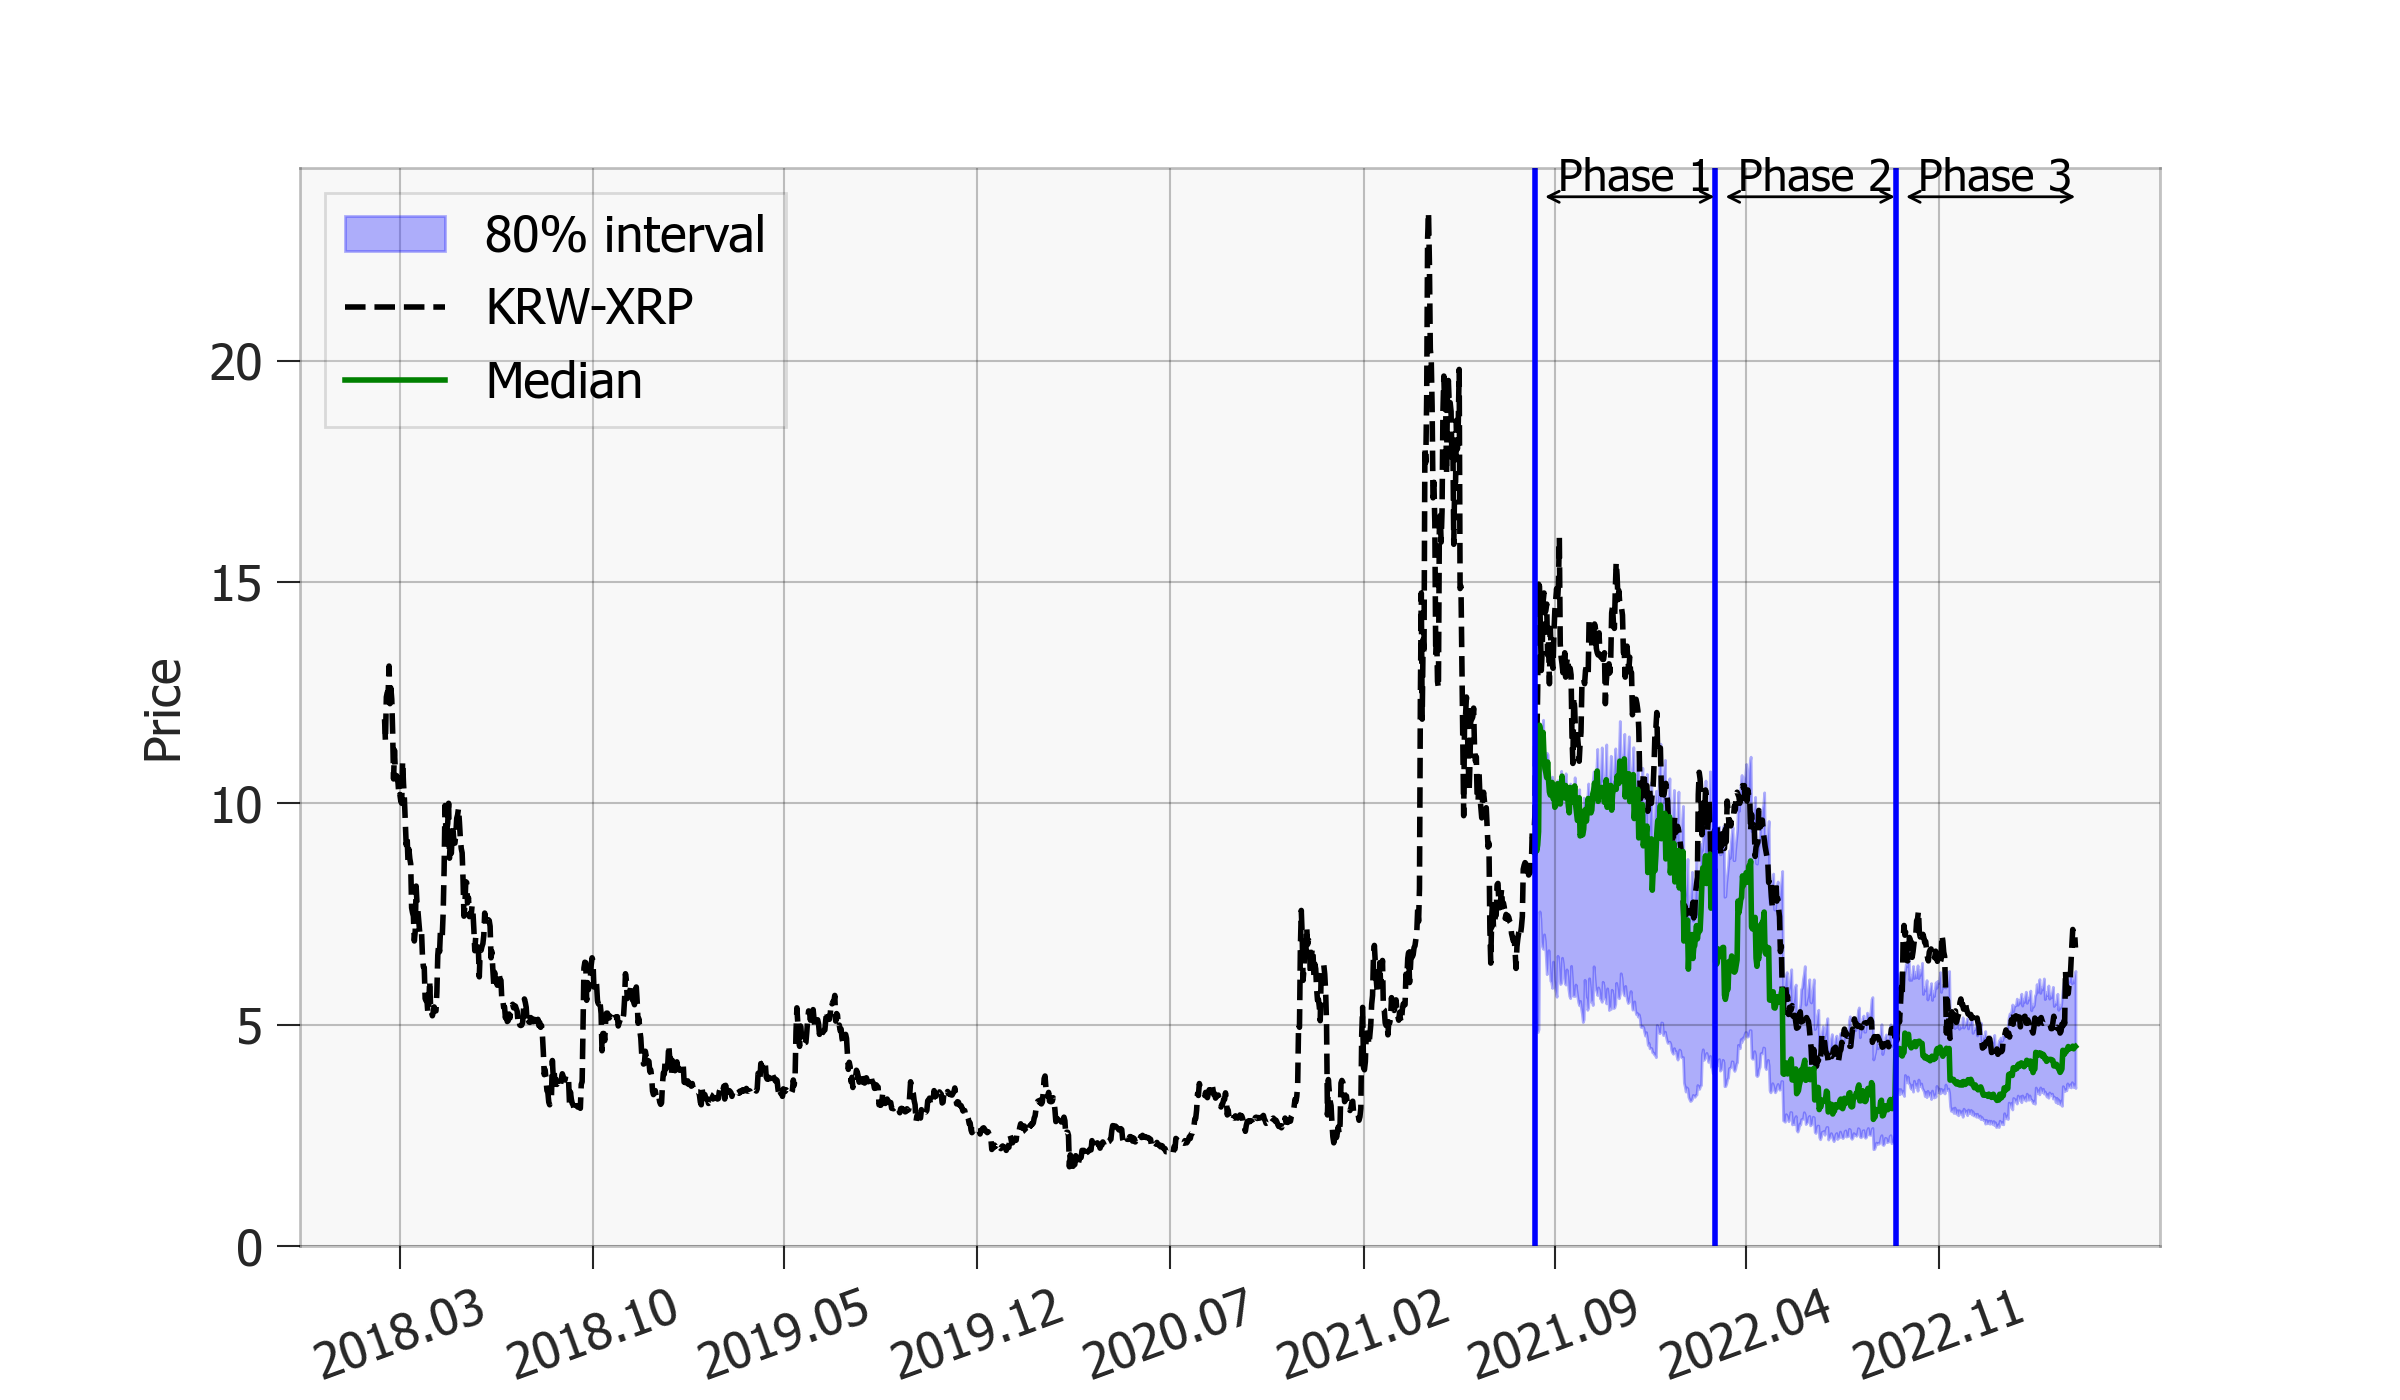 Phase 1
Phase 2
Phase 3
80% interval
KRW-XRP
Median
20
15
10
5
0
Price
2018.03
2018.10
2019.05
2019.12
2020.07
2021.02
2021.09
2022.04
2022.11